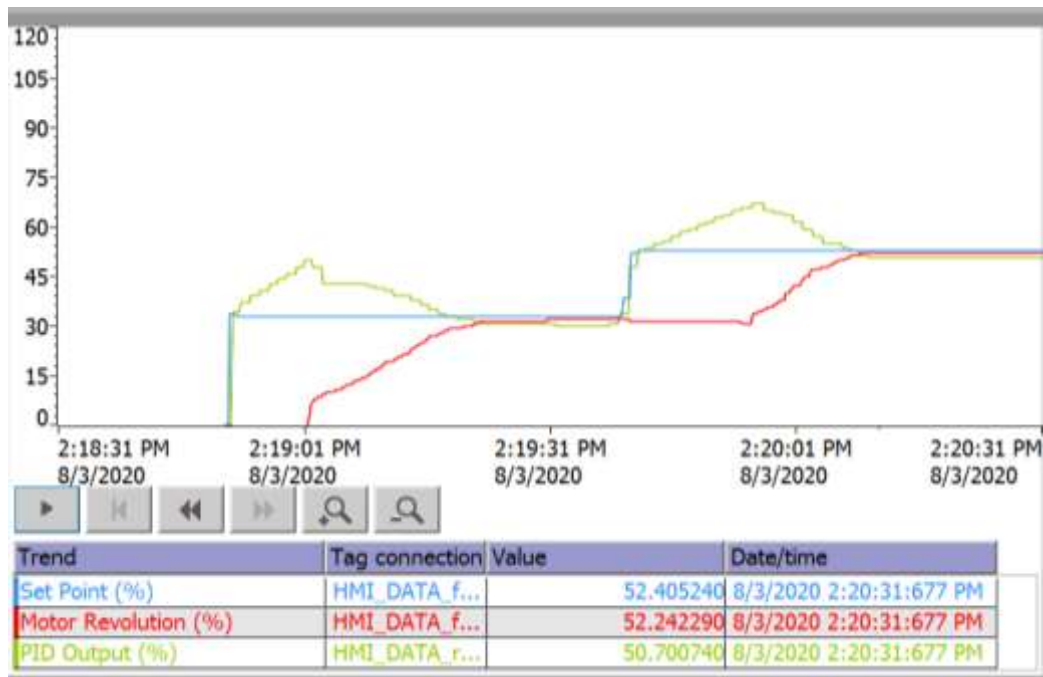 120
105
90
75
60
45
30
15
0
2:18:31 PM 2:19:01 PM 2:19:31 PM 2:20:01 PM 2:20:31 PM
8/3/2020 8/3/2020 8/3/2020 8/3/2020 8/3/2020
Trend Tag connection Value Date/time
Set Point (%) HMI_DATA_f... 52.405240 8/3/2020 2:20:31:677 PM
Motor Revolution (%) HMI_DATA_f... 52.242290 8/3/2020 2:20:31:677 PM
PID Output (%) HMI_DATA_r... 50.700740 8/3/2020 2:20:31:677 PM